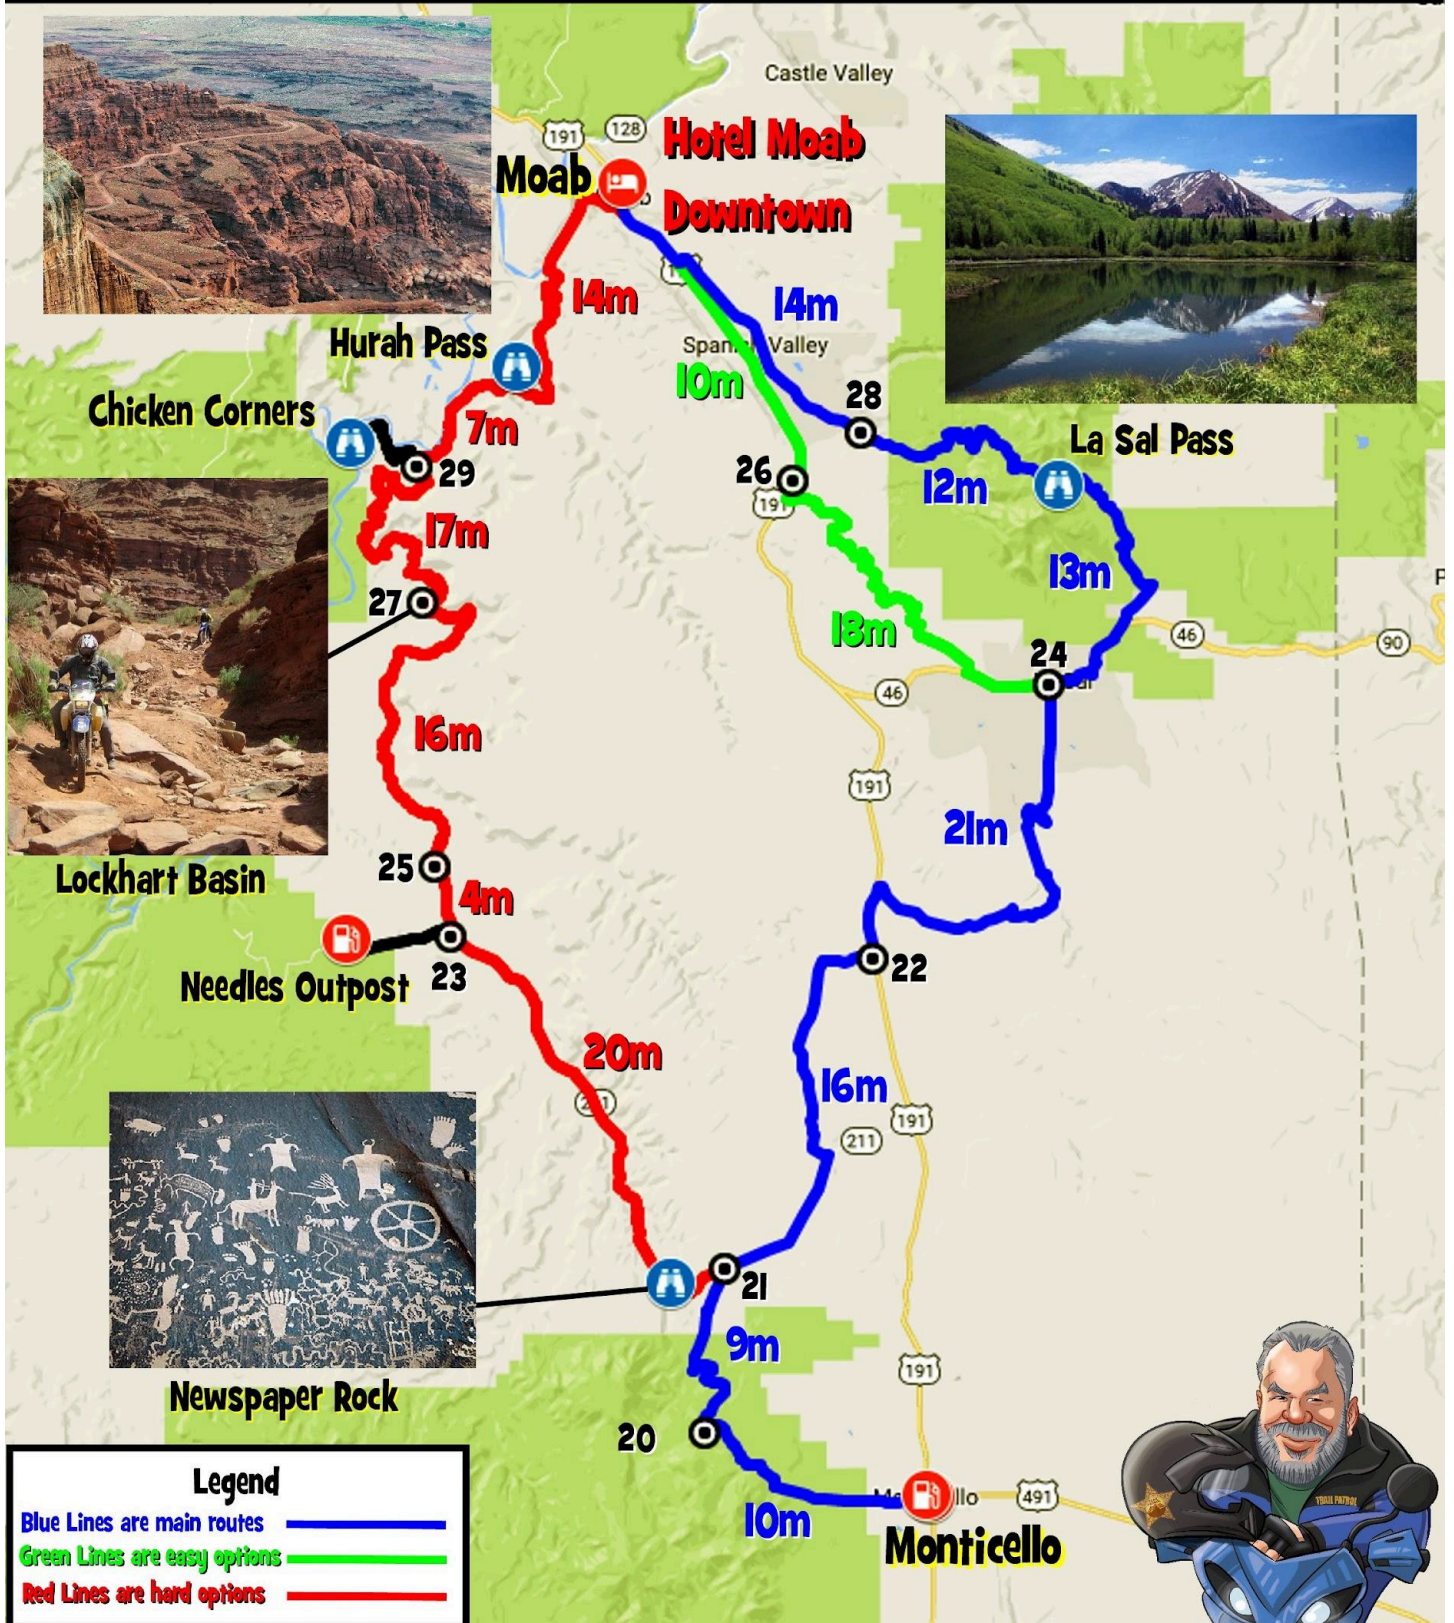 Castle Valley
191
128
Hotel Moab
Moab
Downtown
14m
14m
Hurah Pass
Spanish Valley
10m
Chicken Corners
28
7m
La Sal Pass
29
26
12m
191
17m
13m
27
18m
46
90
24
46
16m
191
21m
25
Lockhart Basin
4m
Needles Outpost
23
22
20m
16m
191
211
21
9m
191
Newspaper Rock
20
491
10m
Monticello
TRAIL PATROL
Legend
Blue Lines are main routes
Green Lines are easy options
Red Lines are hard options